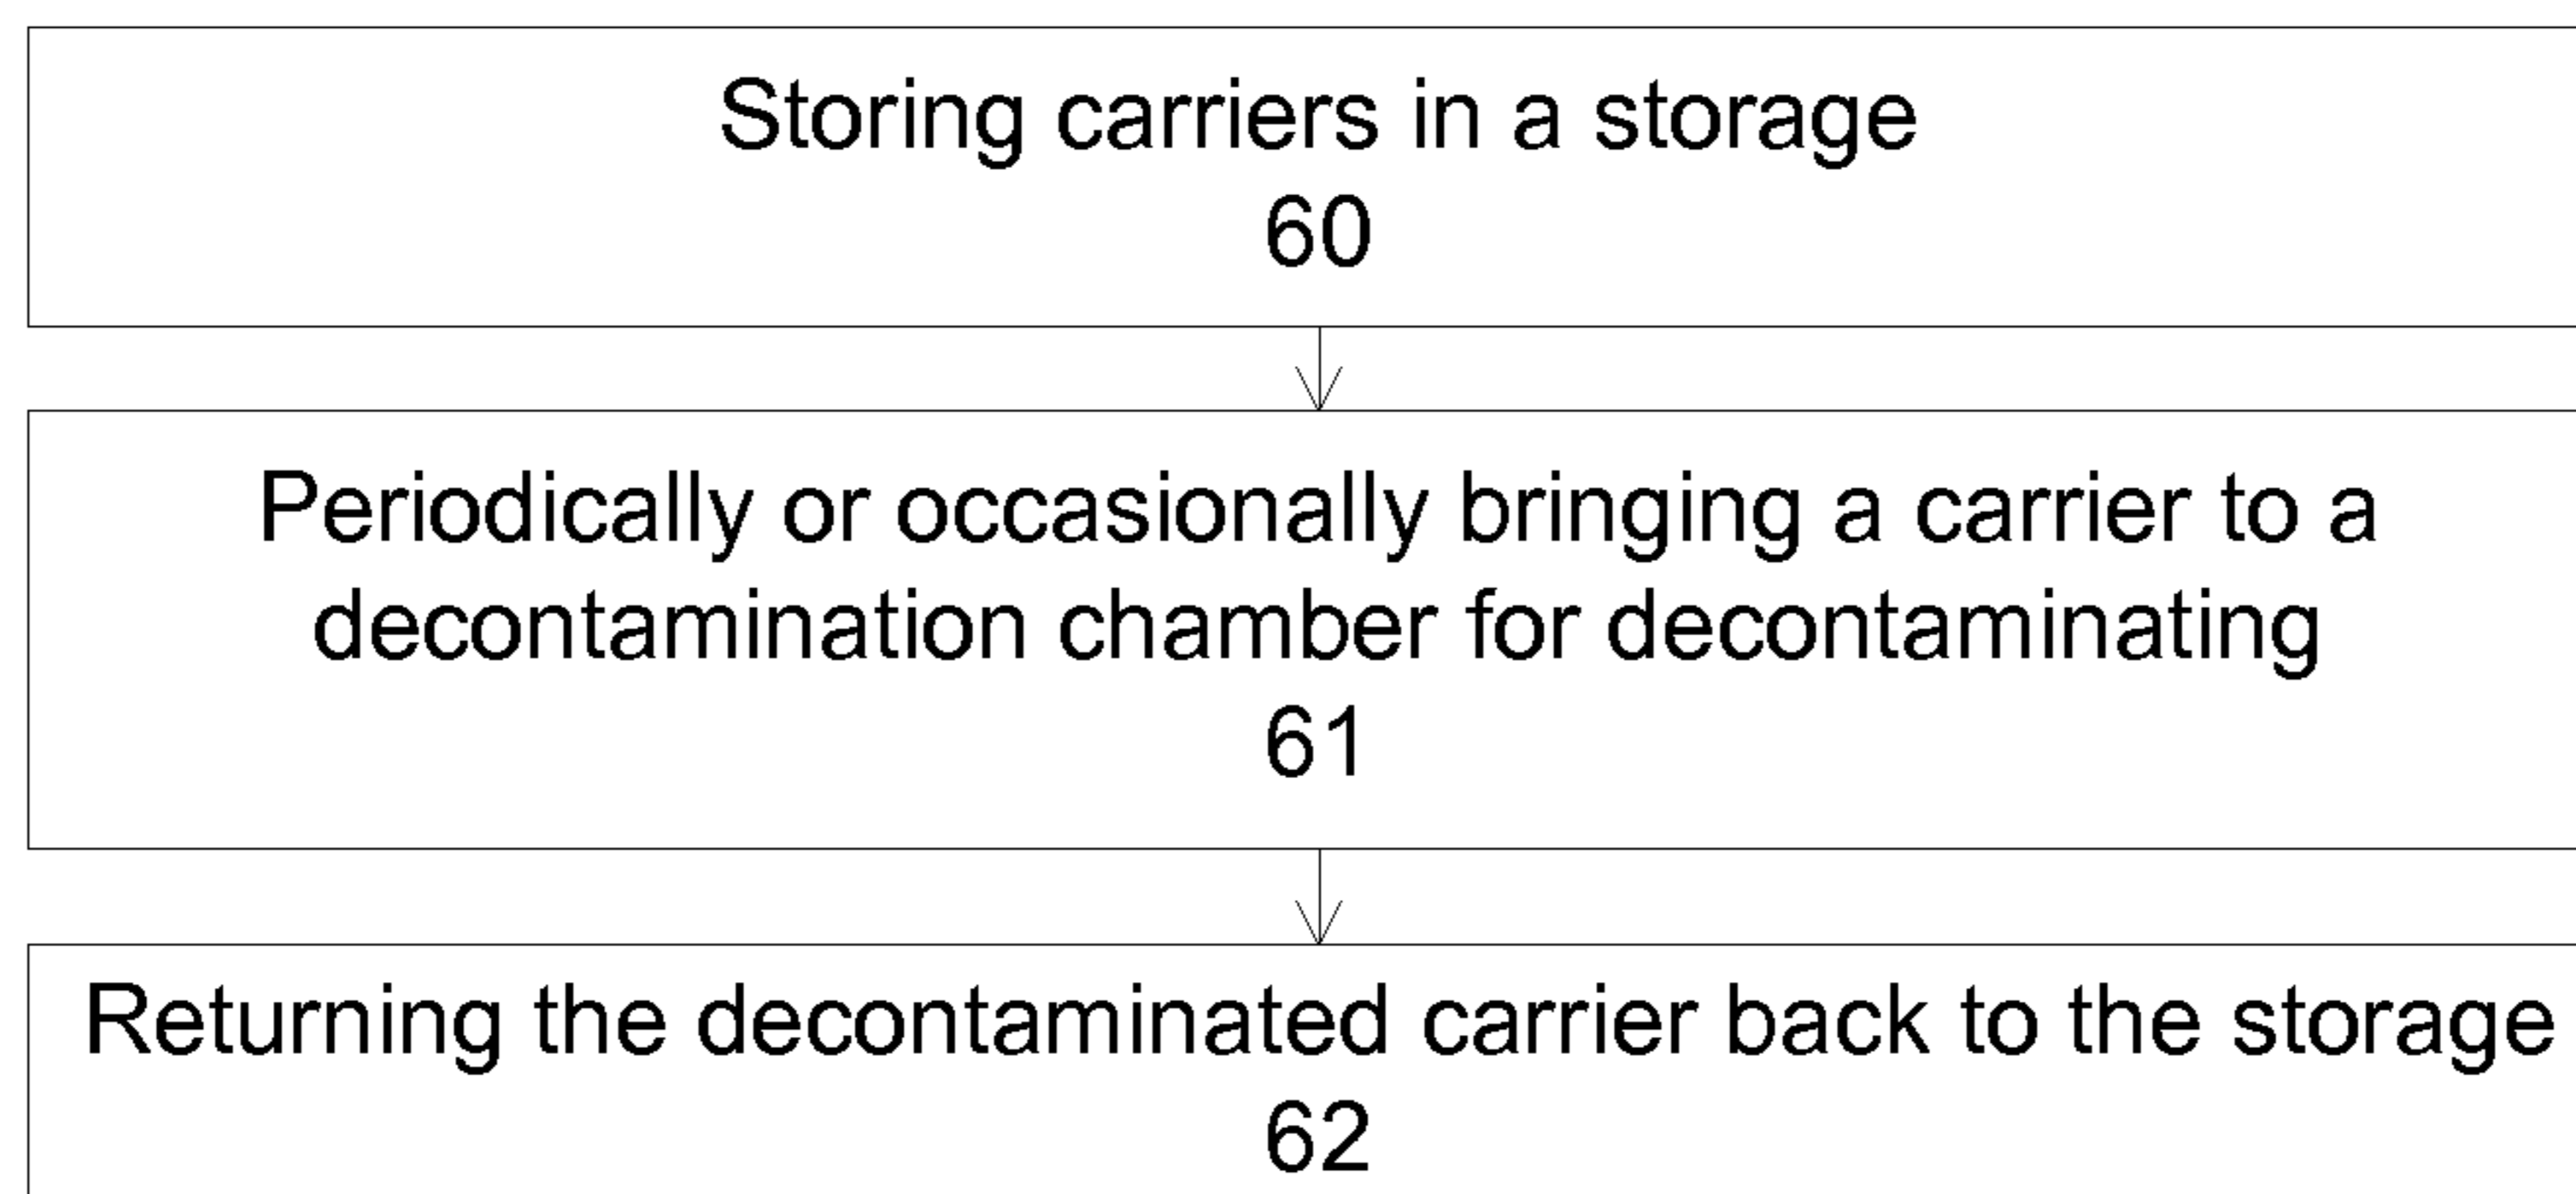 Storing carriers in a storage
60
Periodically or occasionally bringing a carrier to a
decontamination chamber for decontaminating
61
Returning the decontaminated carrier back to the storage
62